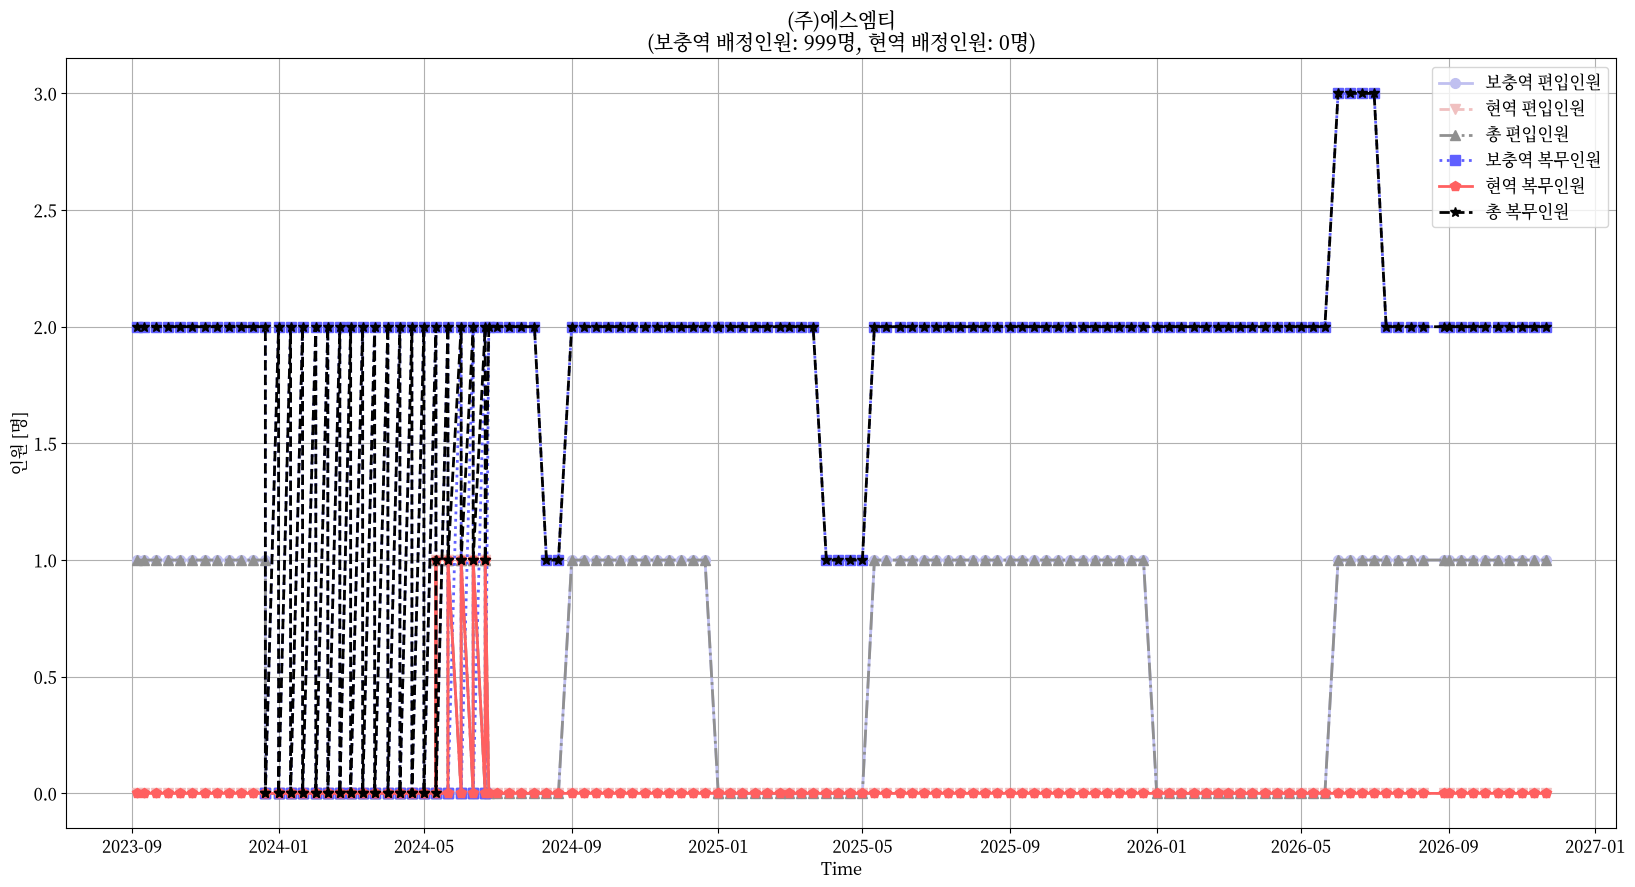 (주)에스엠티
(보충역 배정인원: 999명, 현역 배정인원: 0명)
인원 [명]
3.0
2.5
2.0
1.5
1.0
0.5
0.0
보충역 편입인원
현역 편입인원
총 편입인원
보충역 복무인원
현역 복무인원
총 복무인원
2023-09
2024-01
2024-05
2024-09
2025-01
2025-05
2025-09
2026-01
2026-05
2026-09
2027-01
Time